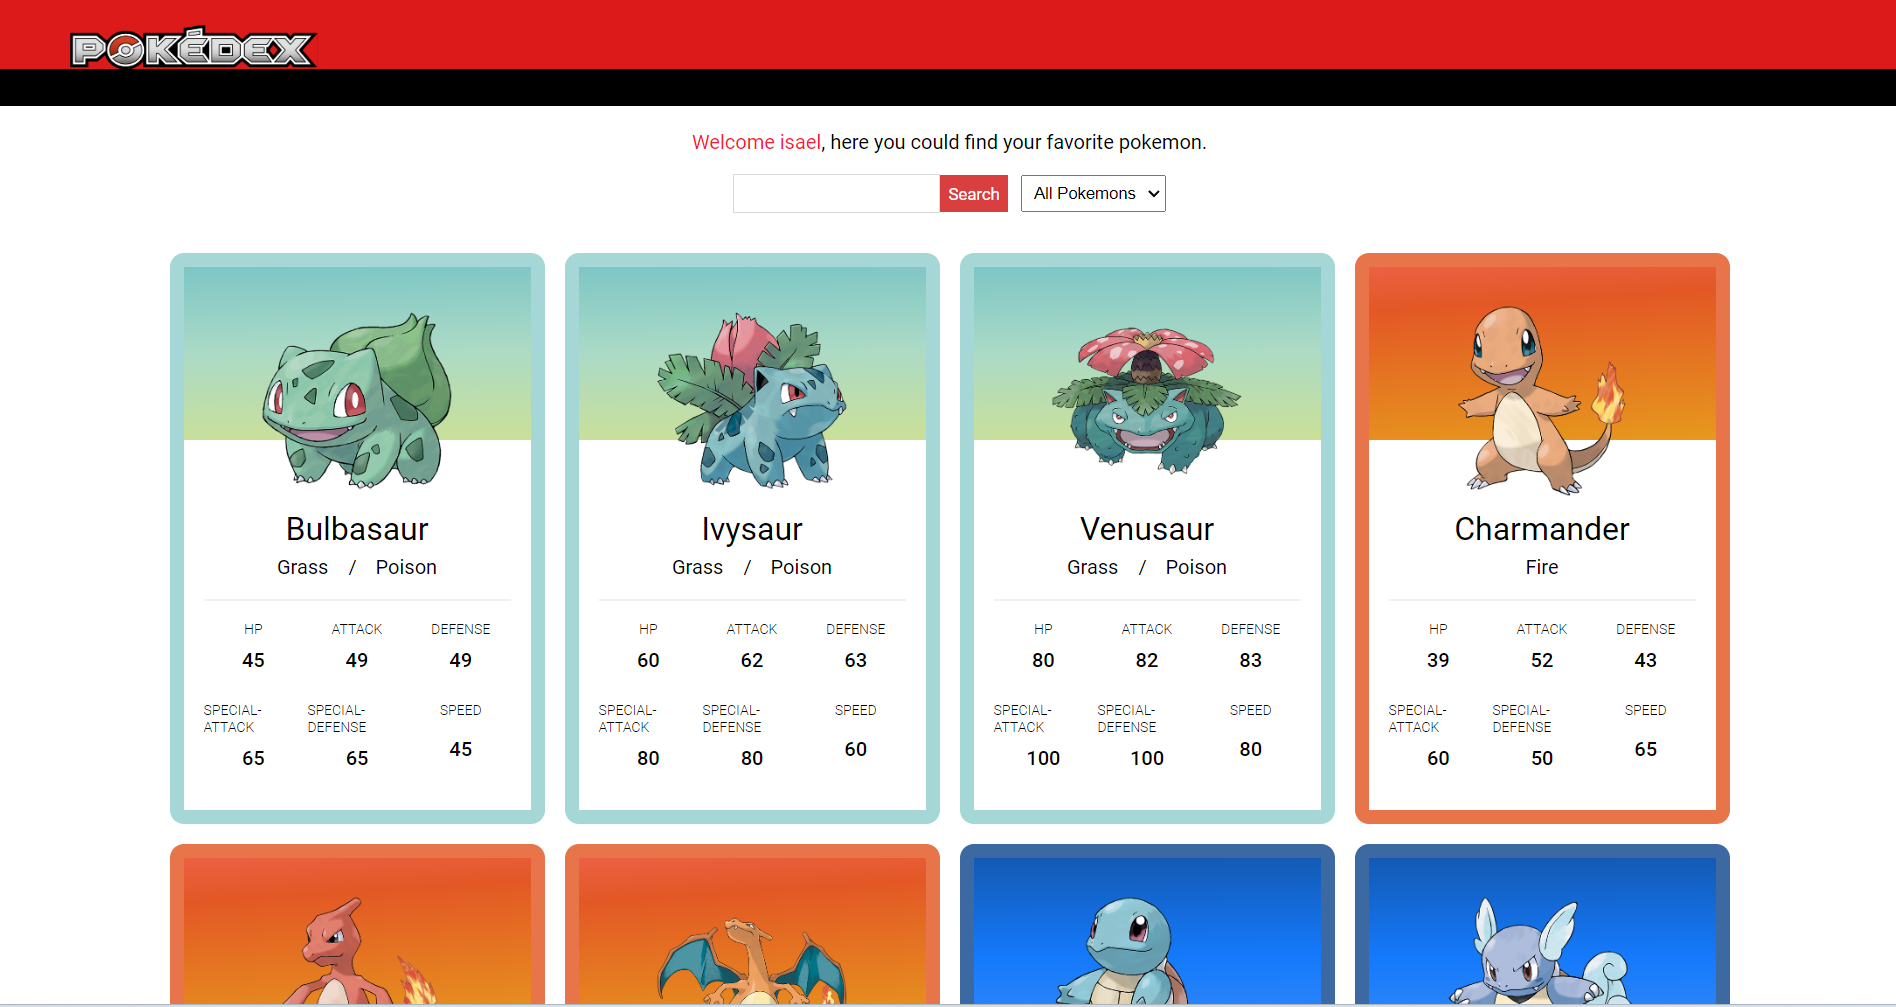 POKÉDEX
Welcome isael, here you could find your favorite pokemon.
Search
All Pokemons
Bulbasaur
Grass / Poison
HP ATTACK DEFENSE
45 49 49
SPECIAL-ATTACK SPECIAL-DEFENSE SPEED
65 65 45
Ivysaur
Grass / Poison
HP ATTACK DEFENSE
60 62 63
SPECIAL-ATTACK SPECIAL-DEFENSE SPEED
80 80 60
Venusaur
Grass / Poison
HP ATTACK DEFENSE
80 82 83
SPECIAL-ATTACK SPECIAL-DEFENSE SPEED
100 100 80
Charmander
Fire
HP ATTACK DEFENSE
39 52 43
SPECIAL-ATTACK SPECIAL-DEFENSE SPEED
60 50 65